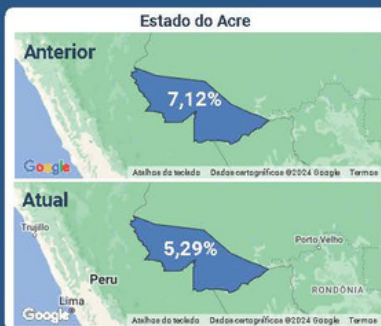 Estado do Acre
Anterior
7,12%
Google
Atalhos do teclado Dados cartográficos ©2024 Google Termos
Atual
Trujillo
5,29%
Porto Velho
Peru
RONDÔNIA
Lima
Google
Atalhos do teclado Dados cartográficos ©2024 Google Termos